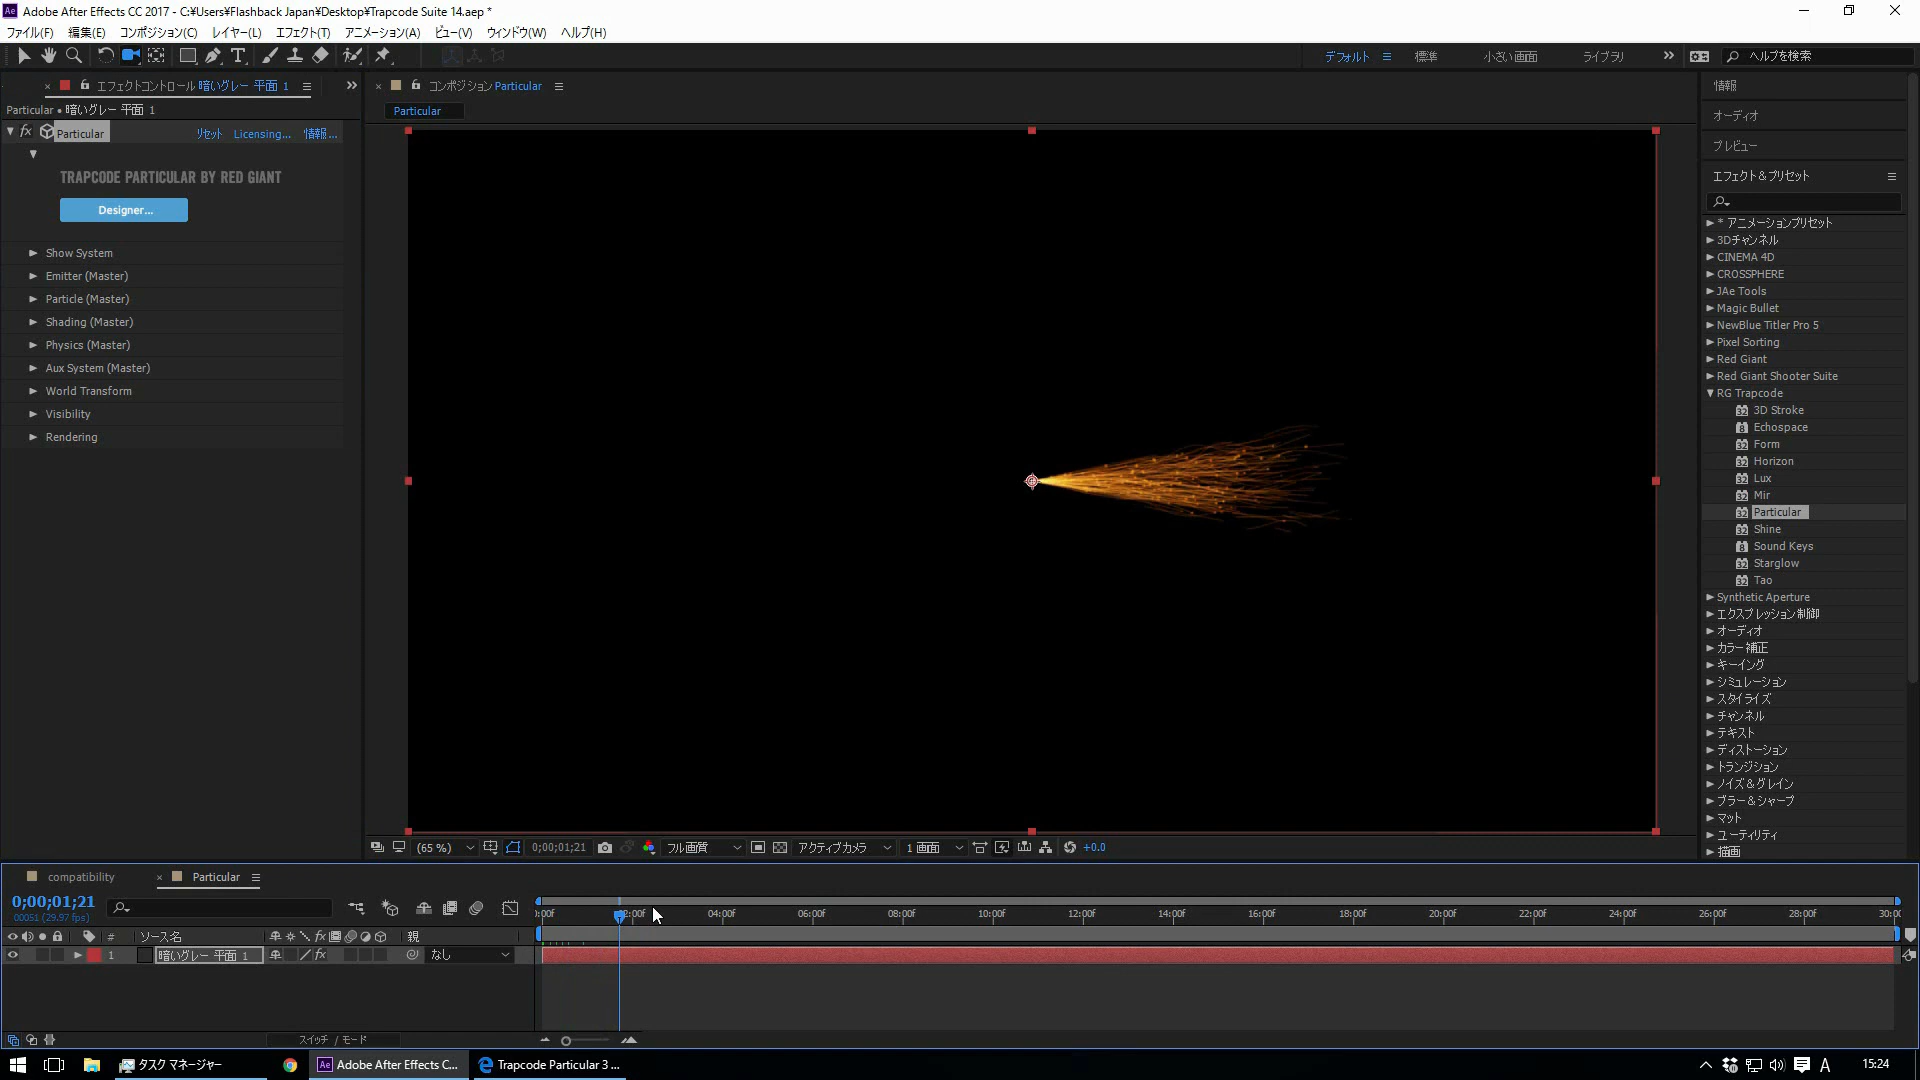 Adobe After Effects CC 2017 - C:¥Users¥Flashback Japan¥Desktop¥Trapcode Suite 14.aep *
ファイル(F) 編集(E) コンポジション(C) レイヤー(L) エフェクト(T) アニメーション(A) ビュー(V) ウィンドウ(W) ヘルプ(H)
デフォルト 標準 小さい画面 ライブラリ ヘルプを検索
エフェクトコントロール 暗いグレー 平面 1
Particular • 暗いグレー 平面 1
fx Particular リセット Licensing... 情報...
TRAPCODE PARTICULAR BY RED GIANT
Designer...
Show System
Emitter (Master)
Particle (Master)
Shading (Master)
Physics (Master)
Aux System (Master)
World Transform
Visibility
Rendering
コンポジション Particular
Particular
(65 %) 0;00;01;21 フル画質 アクティブカメラ 1 画面 +0.0
情報
オーディオ
プレビュー
エフェクト＆プリセット
* アニメーションプリセット
3Dチャンネル
CINEMA 4D
CROSSPHERE
JAe Tools
Magic Bullet
NewBlue Titler Pro 5
Pixel Sorting
Red Giant
Red Giant Shooter Suite
RG Trapcode
3D Stroke
Echospace
Form
Horizon
Lux
Mir
Particular
Shine
Sound Keys
Starglow
Tao
Synthetic Aperture
エクスプレッション制御
オーディオ
カラー補正
キーイング
シミュレーション
スタイライズ
チャンネル
テキスト
ディストーション
トランジション
ノイズ＆グレイン
ブラー＆シャープ
マット
ユーティリティ
描画
compatibility Particular
0;00;01;21
00051 (29.97 fps)
):00f 02:00f 04:00f 06:00f 08:00f 10:00f 12:00f 14:00f 16:00f 18:00f 20:00f 22:00f 24:00f 26:00f 28:00f 30:0(
# ソース名 fx 親
1 暗いグレー 平面 1 fx なし
スイッチ / モード
タスク マネージャー Adobe After Effects C... Trapcode Particular 3 ... A 15:24